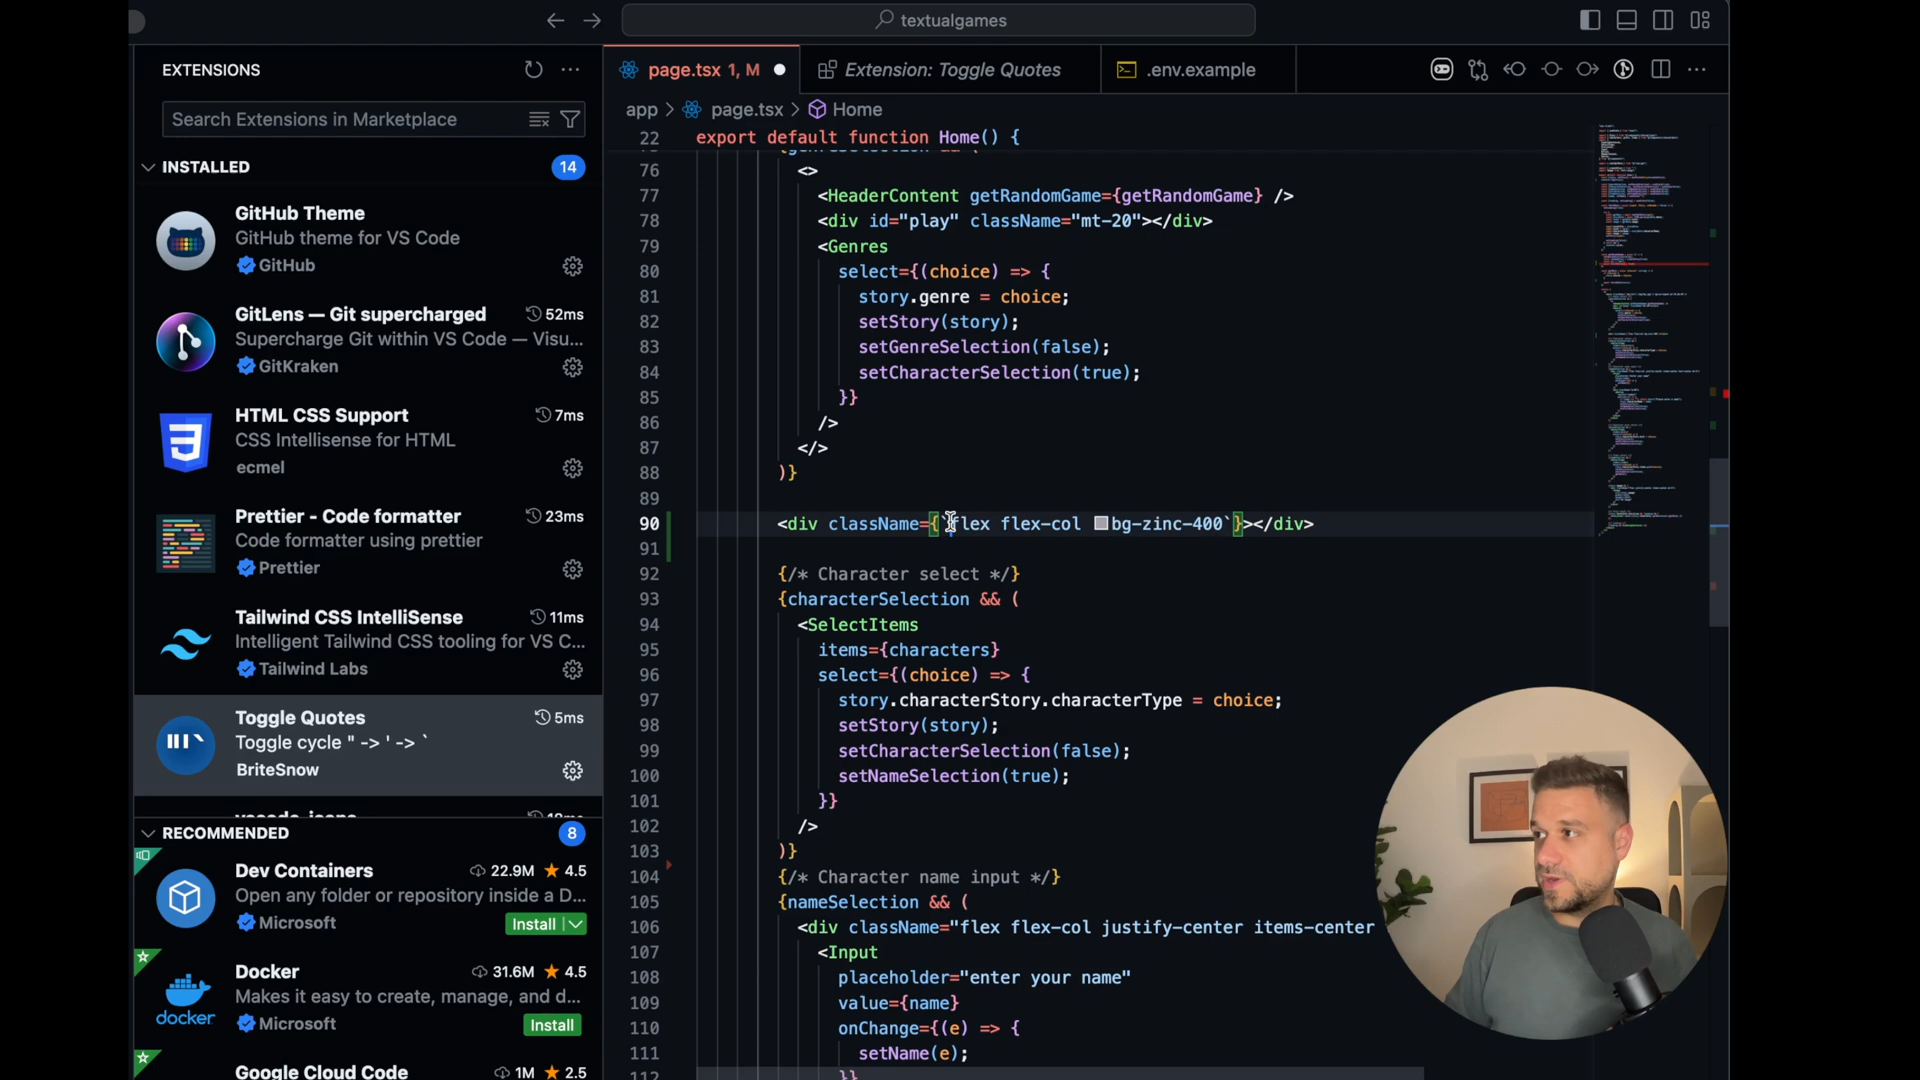 textualgames
EXTENSIONS
Search Extensions in Marketplace
INSTALLED
14
GitHub Theme
GitHub theme for VS Code
GitHub
GitLens — Git supercharged
52ms
Supercharge Git within VS Code — Visu...
GitKraken
HTML CSS Support
7ms
CSS Intellisense for HTML
ecmel
Prettier - Code formatter
23ms
Code formatter using prettier
Prettier
Tailwind CSS IntelliSense
11ms
Intelligent Tailwind CSS tooling for VS C...
Tailwind Labs
Toggle Quotes
5ms
Toggle cycle " -> ' -> `
BriteSnow
RECOMMENDED
8
Dev Containers
22.9M ★ 4.5
Open any folder or repository inside a D...
Microsoft
Install
Docker
31.6M ★ 4.5
Makes it easy to create, manage, and d...
Microsoft
Install
docker
Google Cloud Code
1M ★ 2.5
page.tsx 1, M
Extension: Toggle Quotes
.env.example
app > page.tsx > Home
22 export default function Home() {
76 <>
77 <HeaderContent getRandomGame={getRandomGame} />
78 <div id="play" className="mt-20"></div>
79 <Genres
80 select={(choice) => {
81 story.genre = choice;
82 setStory(story);
83 setGenreSelection(false);
84 setCharacterSelection(true);
85 }}
86 />
87 </>
88 )}
89
90 <div className={`flex flex-col bg-zinc-400`}></div>
91
92 {/* Character select */}
93 {characterSelection && (
94 <SelectItems
95 items={characters}
96 select={(choice) => {
97 story.characterStory.characterType = choice;
98 setStory(story);
99 setCharacterSelection(false);
100 setNameSelection(true);
101 }}
102 />
103 )}
104 {/* Character name input */}
105 {nameSelection && (
106 <div className="flex flex-col justify-center items-center
107 <Input
108 placeholder="enter your name"
109 value={name}
110 onChange={(e) => {
111 setName(e);
112 }}